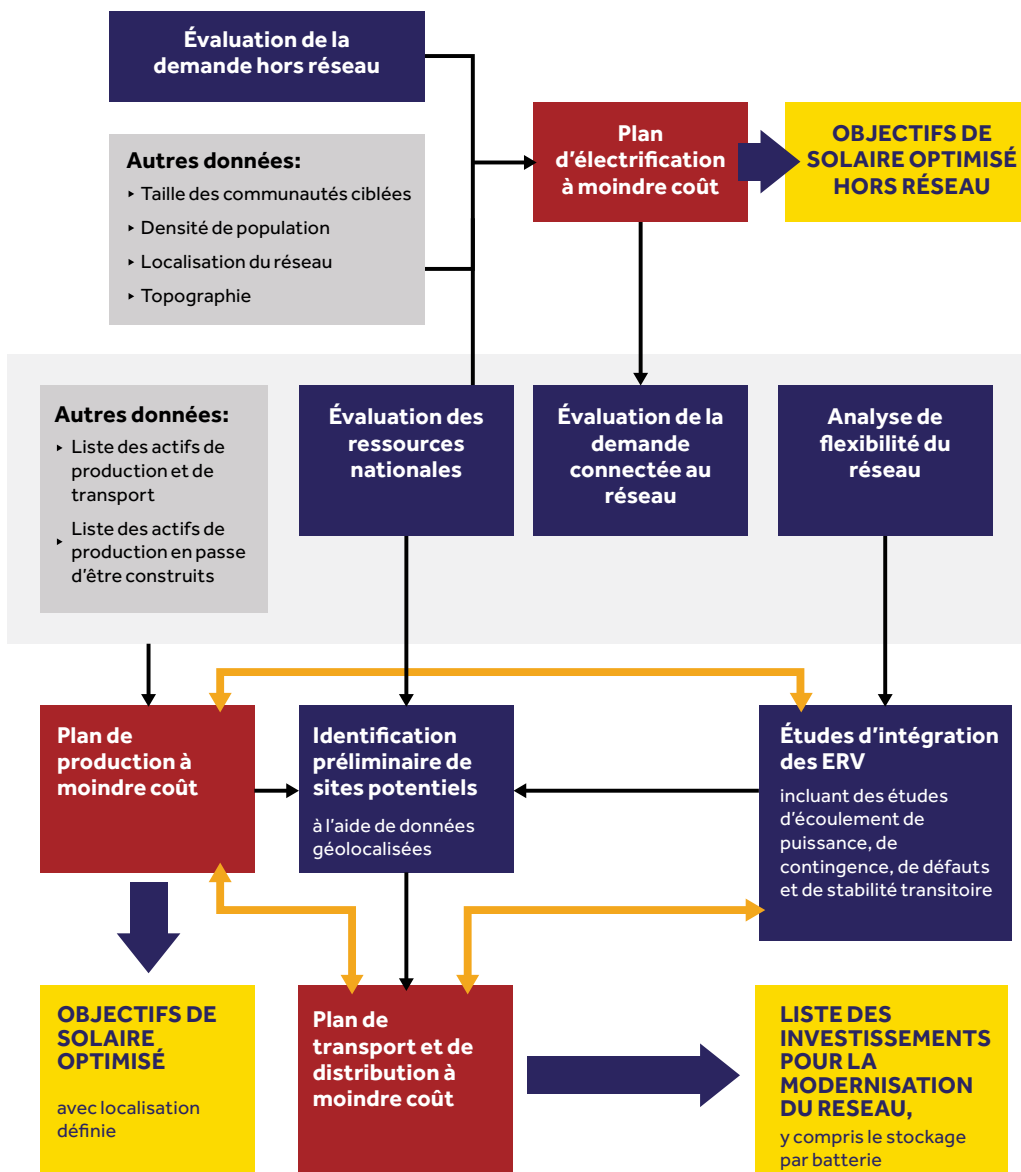 Évaluation de la
demande hors réseau
Autres données:
‣ Taille des communautés ciblées
‣ Densité de population
‣ Localisation du réseau
‣ Topographie
Plan
d’électrification
à moindre coût
OBJECTIFS DE
SOLAIRE OPTIMISÉ
HORS RÉSEAU
Autres données:
‣ Liste des actifs de
production et de
transport
‣ Liste des actifs de
production en passe
d’être construits
Évaluation des
ressources
nationales
Évaluation de la
demande
connectée au
réseau
Analyse de
flexibilité du
réseau
Plan de
production à
moindre coût
Identification
préliminaire de
sites potentiels
à l’aide de données
géolocalisées
Études d’intégration
des ERV
incluant des études
d’écoulement de
puissance, de
contingence, de défauts
et de stabilité transitoire
OBJECTIFS DE
SOLAIRE
OPTIMISÉ
avec localisation
définie
Plan de
transport et de
distribution à
moindre coût
LISTE DES
INVESTISSEMENTS
POUR LA
MODERNISATION
DU RESEAU,
y compris le stockage
par batterie